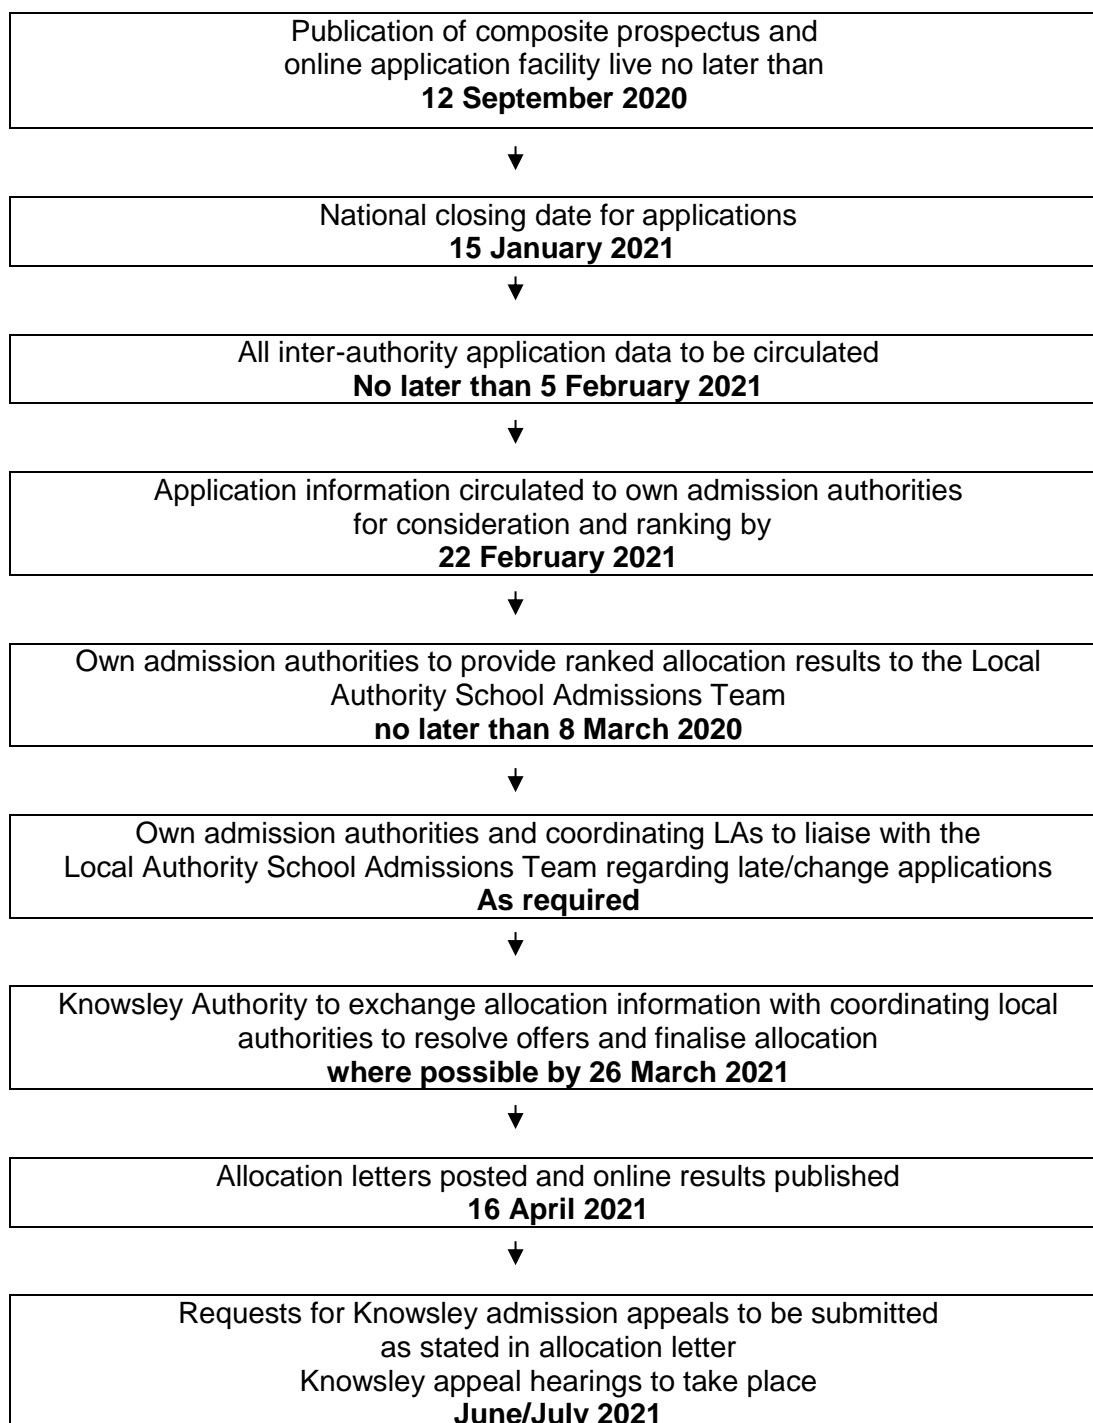 Publication of composite prospectus and
online application facility live no later than
12 September 2020
National closing date for applications
15 January 2021
All inter-authority application data to be circulated
No later than 5 February 2021
Application information circulated to own admission authorities
for consideration and ranking by
22 February 2021
Own admission authorities to provide ranked allocation results to the Local
Authority School Admissions Team
no later than 8 March 2020
Own admission authorities and coordinating LAs to liaise with the
Local Authority School Admissions Team regarding late/change applications
As required
Knowsley Authority to exchange allocation information with coordinating local
authorities to resolve offers and finalise allocation
where possible by 26 March 2021
Allocation letters posted and online results published
16 April 2021
Requests for Knowsley admission appeals to be submitted
as stated in allocation letter
Knowsley appeal hearings to take place
June/July 2021